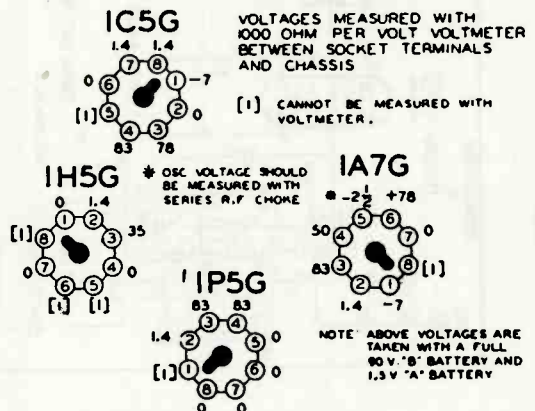 1C5G
VOLTAGES MEASURED WITH
1000 OHM PER VOLT VOLTMETER
BETWEEN SOCKET TERMINALS
AND CHASSIS
1.4 1.4
7 8
0 6 1 -7
[1] 5 2 0
4 3
83 78
[1] CANNOT BE MEASURED WITH
VOLTMETER.
1H5G
* OSC VOLTAGE SHOULD
BE MEASURED WITH
SERIES R.F CHOKE
1A7G
0 1.4
1 2
[1] 8 3 35
0 7 4 0
6 5
[1] [1]
* -2½ +78
5 6
50 4 7 0
83 3 8 [1]
2 1
1.4 -7
1P5G
83 83
3 4
1.4 2 5 0
[1] 1 6 0
8 7
0 0
NOTE ABOVE VOLTAGES ARE
TAKEN WITH A FULL
90 V. "B" BATTERY AND
1.5 V "A" BATTERY